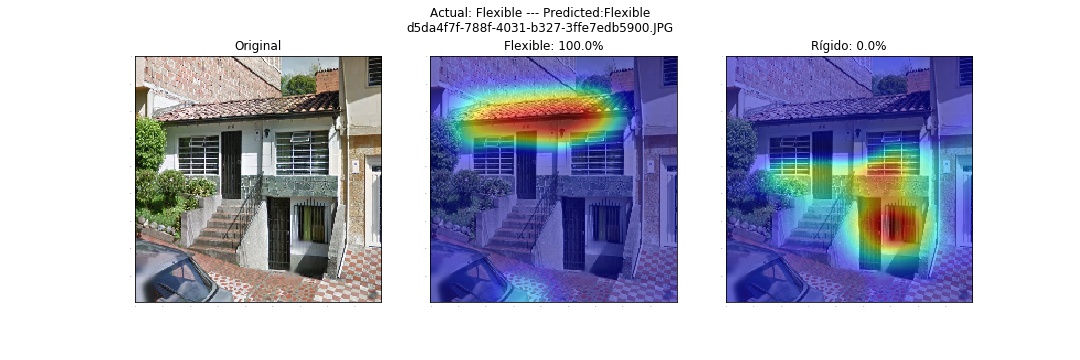 Actual: Flexible --- Predicted:Flexible
d5da4f7f-788f-4031-b327-3ffe7edb5900.JPG
Original
Flexible: 100.0%
Rígido: 0.0%